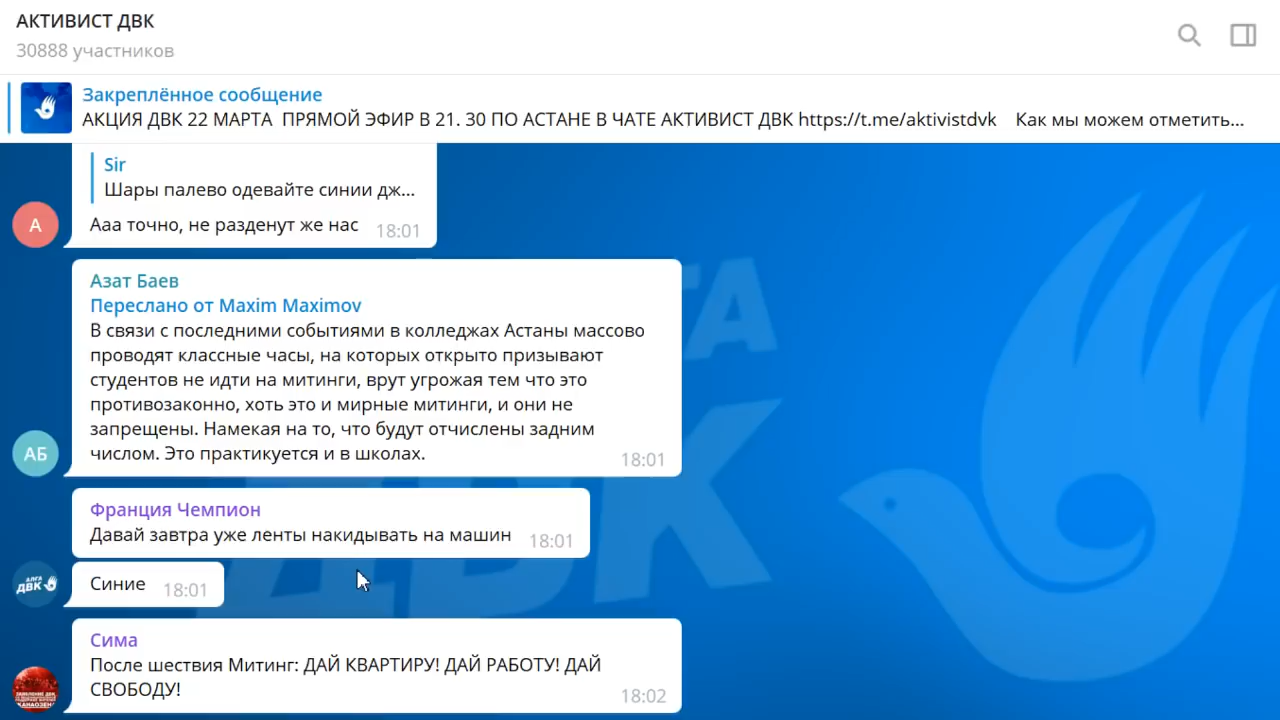 АКТИВИСТ ДВК
30888 участников
Закреплённое сообщение
АКЦИЯ ДВК 22 МАРТА ПРЯМОЙ ЭФИР В 21. 30 ПО АСТАНЕ В ЧАТЕ АКТИВИСТ ДВК https://t.me/aktivistdvk Как мы можем отметить...
Sir
Шары палево одевайте синии дж...
Ааа точно, не разденут же нас 18:01
А
Азат Баев
Переслано от Maxim Maximov
В связи с последними событиями в колледжах Астаны массово
проводят классные часы, на которых открыто призывают
студентов не идти на митинги, врут угрожая тем что это
противозаконно, хоть это и мирные митинги, и они не
запрещены. Намекая на то, что будут отчислены задним
числом. Это практикуется и в школах. 18:01
АБ
Франция Чемпион
Давай завтра уже ленты накидывать на машин 18:01
АЛГА
ДВК
Синие 18:01
Сима
После шествия Митинг: ДАЙ КВАРТИРУ! ДАЙ РАБОТУ! ДАЙ
СВОБОДУ! 18:02
ГА
ДВК